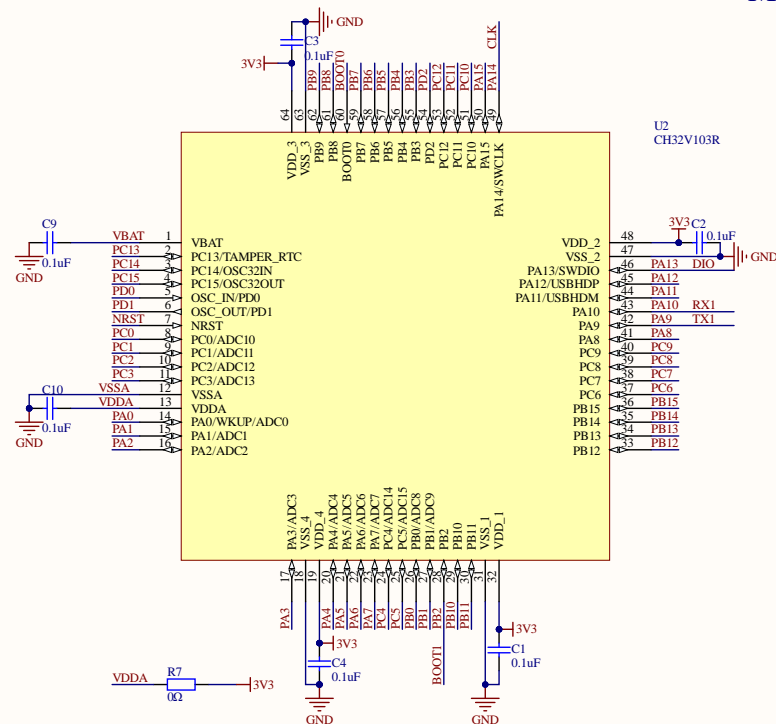 GND
C3
0.1uF
3V3
CLK
PB9
PB8
BOOT0
PB7
PB6
PB5
PB4
PB3
PD2
PC12
PC11
PC10
PA15
PA14
64
63
62
61
60
59
58
57
56
55
54
53
52
51
50
49
VDD_3
VSS_3
PB9
PB8
BOOT0
PB7
PB6
PB5
PB4
PB3
PD2
PC12
PC11
PC10
PA15
PA14/SWCLK
U2
CH32V103R
C9
0.1uF
GND
VBAT 1 VBAT
PC13 2 PC13/TAMPER_RTC
PC14 3 PC14/OSC32IN
PC15 4 PC15/OSC32OUT
PD0 5 OSC_IN/PD0
PD1 6 OSC_OUT/PD1
NRST 7 NRST
PC0 8 PC0/ADC10
PC1 9 PC1/ADC11
PC2 10 PC2/ADC12
PC3 11 PC3/ADC13
VSSA 12 VSSA
VDDA 13 VDDA
PA0 14 PA0/WKUP/ADC0
PA1 15 PA1/ADC1
PA2 16 PA2/ADC2
C10
0.1uF
GND
VDD_2 48
VSS_2 47
PA13/SWDIO 46 PA13 DIO
PA12/USBHDP 45 PA12
PA11/USBHDM 44 PA11
PA10 43 PA10 RX1
PA9 42 PA9 TX1
PA8 41 PA8
PC9 40 PC9
PC8 39 PC8
PC7 38 PC7
PC6 37 PC6
PB15 36 PB15
PB14 35 PB14
PB13 34 PB13
PB12 33 PB12
3V3
C2
0.1uF
GND
PA3/ADC3
VSS_4
VDD_4
PA4/ADC4
PA5/ADC5
PA6/ADC6
PA7/ADC7
PC4/ADC14
PC5/ADC15
PB0/ADC8
PB1/ADC9
PB2
PB10
PB11
VSS_1
VDD_1
17
18
19
20
21
22
23
24
25
26
27
28
29
30
31
32
PA3
PA4
PA5
PA6
PA7
PC4
PC5
PB0
PB1
PB2
PB10
PB11
BOOT1
3V3
C4
0.1uF
GND
3V3
C1
0.1uF
GND
VDDA
R7
0Ω
3V3